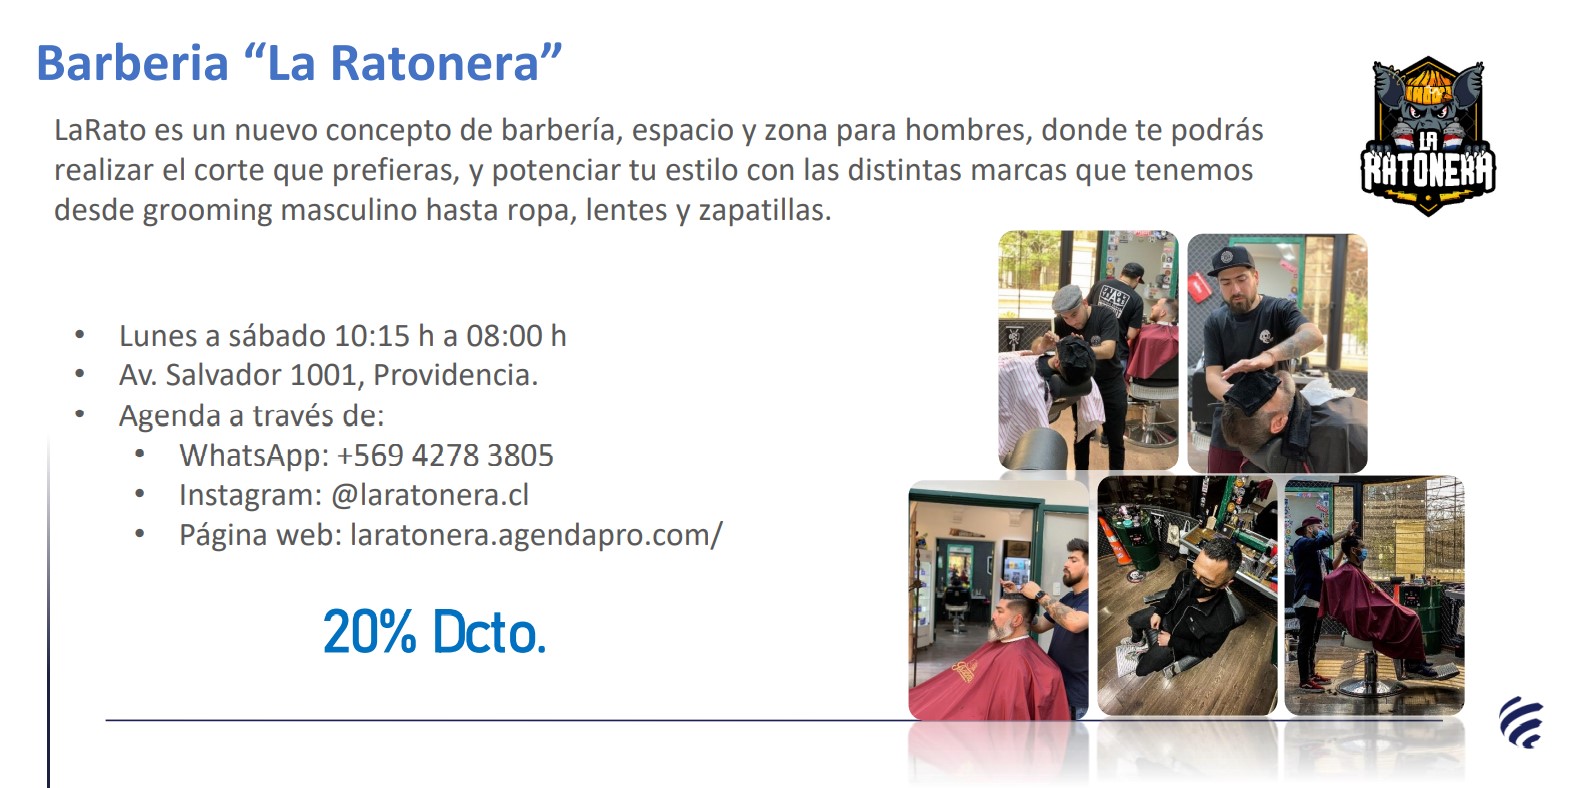 Barberia “La Ratonera”
LaRato es un nuevo concepto de barbería, espacio y zona para hombres, donde te podrás
realizar el corte que prefieras, y potenciar tu estilo con las distintas marcas que tenemos
desde grooming masculino hasta ropa, lentes y zapatillas.
LA
RATONERA
• Lunes a sábado 10:15 h a 08:00 h
• Av. Salvador 1001, Providencia.
• Agenda a través de:
• WhatsApp: +569 4278 3805
• Instagram: @laratonera.cl
• Página web: laratonera.agendapro.com/
20% Dcto.